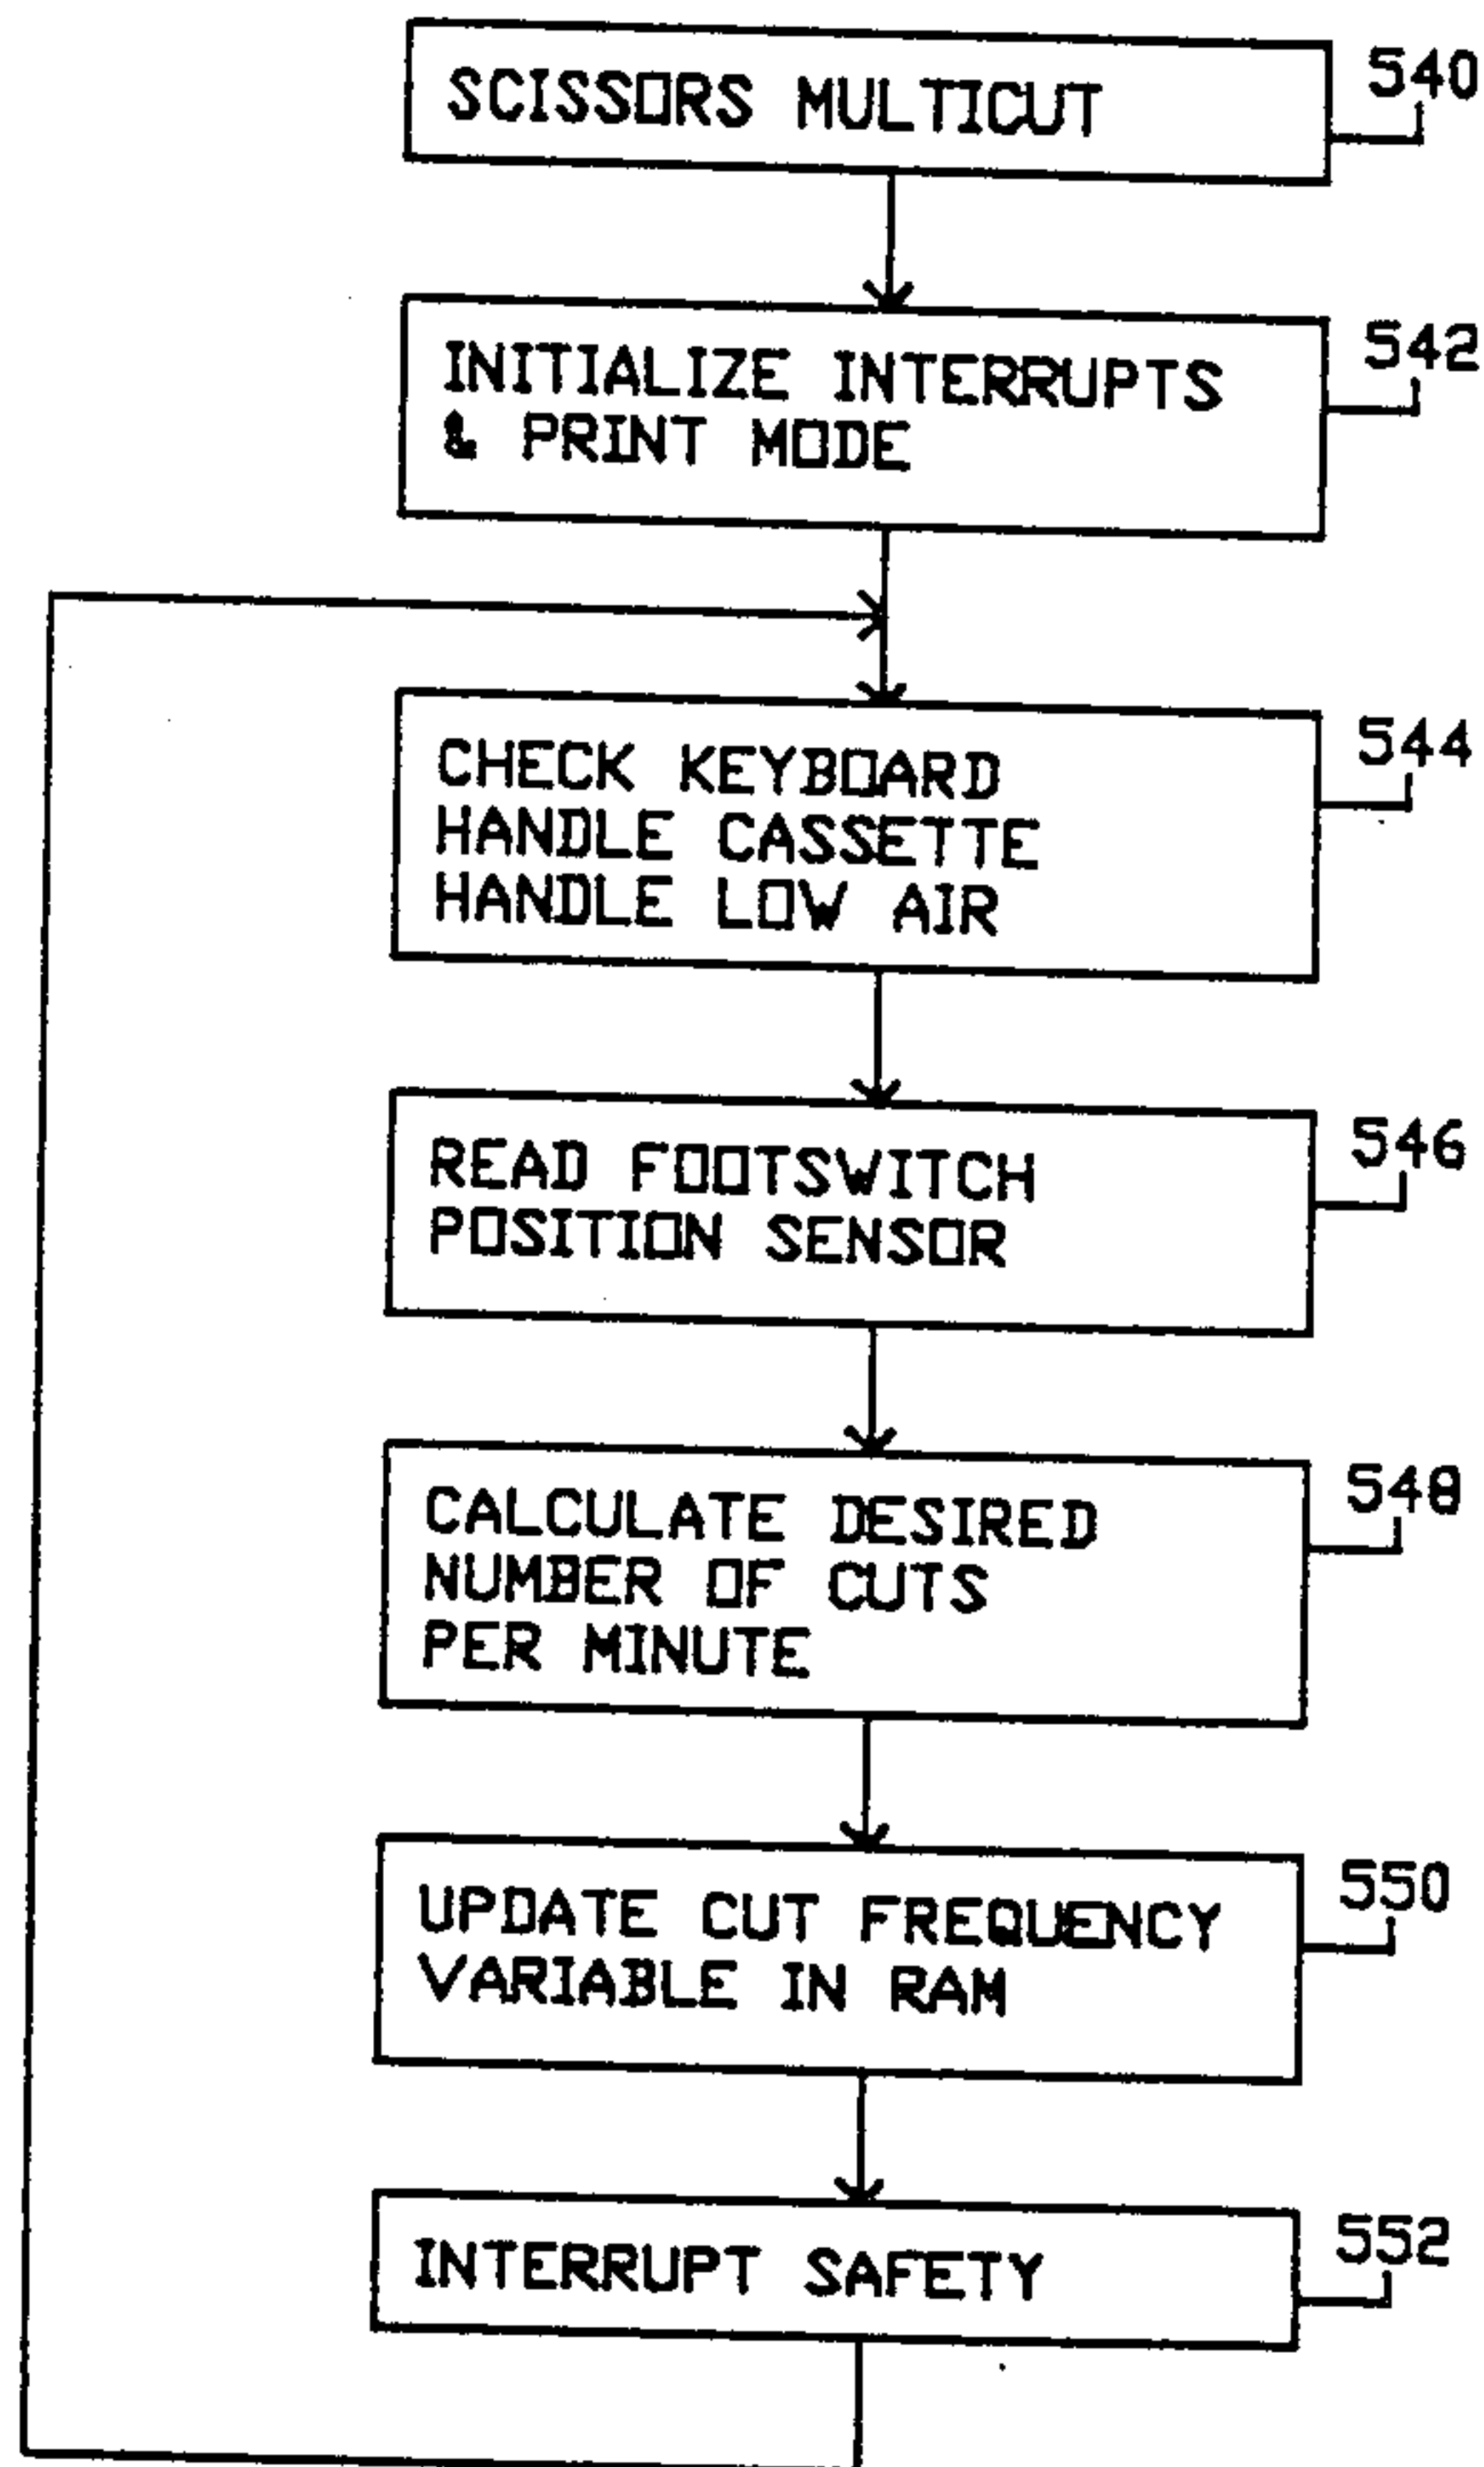 SCISSORS MULTICUT
540
INITIALIZE INTERRUPTS
& PRINT MODE
542
CHECK KEYBOARD
HANDLE CASSETTE
HANDLE LOW AIR
544
READ FOOTSWITCH
POSITION SENSOR
546
CALCULATE DESIRED
NUMBER OF CUTS
PER MINUTE
548
UPDATE CUT FREQUENCY
VARIABLE IN RAM
550
INTERRUPT SAFETY
552